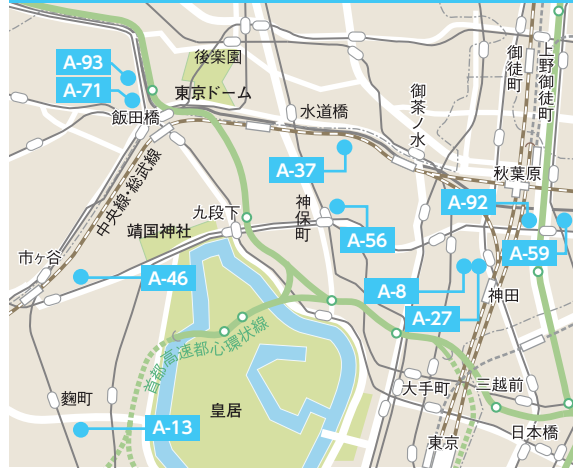 後楽園
東京ドーム
A-93
A-71
飯田橋
水道橋
御茶ノ水
御徒町
上野御徒町
中央線・総武線
A-37
秋葉原
A-92
九段下
神保町
靖国神社
A-56
A-59
市ヶ谷
A-46
A-8
神田
A-27
首都高速都心環状線
大手町
三越前
麴町
皇居
A-13
東京
日本橋